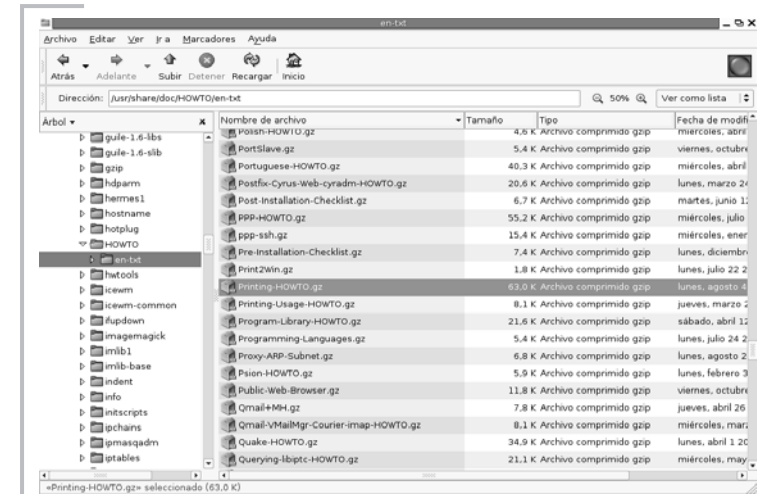 en-txt
Archivo Editar Ver Ir a Marcadores Ayuda
Atrás Adelante Subir Detener Recargar Inicio
Dirección: /usr/share/doc/HOWTO/en-txt 50% Ver como lista
Árbol Nombre de archivo Tamaño Tipo Fecha de modifi
Polish-HOWTO.gz 4,6 K Archivo comprimido gzip miércoles, abril
guile-1.6-libs PortSlave.gz 5,4 K Archivo comprimido gzip viernes, octubre
guile-1.6-slib Portuguese-HOWTO.gz 40,3 K Archivo comprimido gzip miércoles, abril
gzip Postfix-Cyrus-Web-cyradm-HOWTO.gz 20,6 K Archivo comprimido gzip lunes, marzo 24
hdparm Post-Installation-Checklist.gz 6,7 K Archivo comprimido gzip martes, junio 1
hermes1 PPP-HOWTO.gz 55,2 K Archivo comprimido gzip miércoles, julio
hostname ppp-ssh.gz 15,4 K Archivo comprimido gzip miércoles, ener
hotplug Pre-Installation-Checklist.gz 7,4 K Archivo comprimido gzip lunes, diciembr
HOWTO Print2Win.gz 1,8 K Archivo comprimido gzip lunes, julio 22 2
en-txt Printing-HOWTO.gz 63,0 K Archivo comprimido gzip lunes, agosto 4
hwtools Printing-Usage-HOWTO.gz 8,1 K Archivo comprimido gzip jueves, marzo 2
icewm Program-Library-HOWTO.gz 21,6 K Archivo comprimido gzip sábado, abril 12
icewm-common Programming-Languages.gz 5,4 K Archivo comprimido gzip lunes, julio 24 2
ifupdown Proxy-ARP-Subnet.gz 6,8 K Archivo comprimido gzip lunes, agosto 2
imagemagick Psion-HOWTO.gz 5,9 K Archivo comprimido gzip lunes, febrero 3
imlib1 Public-Web-Browser.gz 11,8 K Archivo comprimido gzip viernes, octubre
imlib-base Qmail+MH.gz 7,8 K Archivo comprimido gzip jueves, abril 26
indent Qmail-VMailMgr-Courier-imap-HOWTO.gz 8,1 K Archivo comprimido gzip miércoles, marz
info Quake-HOWTO.gz 34,9 K Archivo comprimido gzip lunes, abril 1 20
initscripts Querying-libiptc-HOWTO.gz 21,1 K Archivo comprimido gzip miércoles, may
ipchains
ipmasqadm
iptables
«Printing-HOWTO.gz» seleccionado (63,0 K)